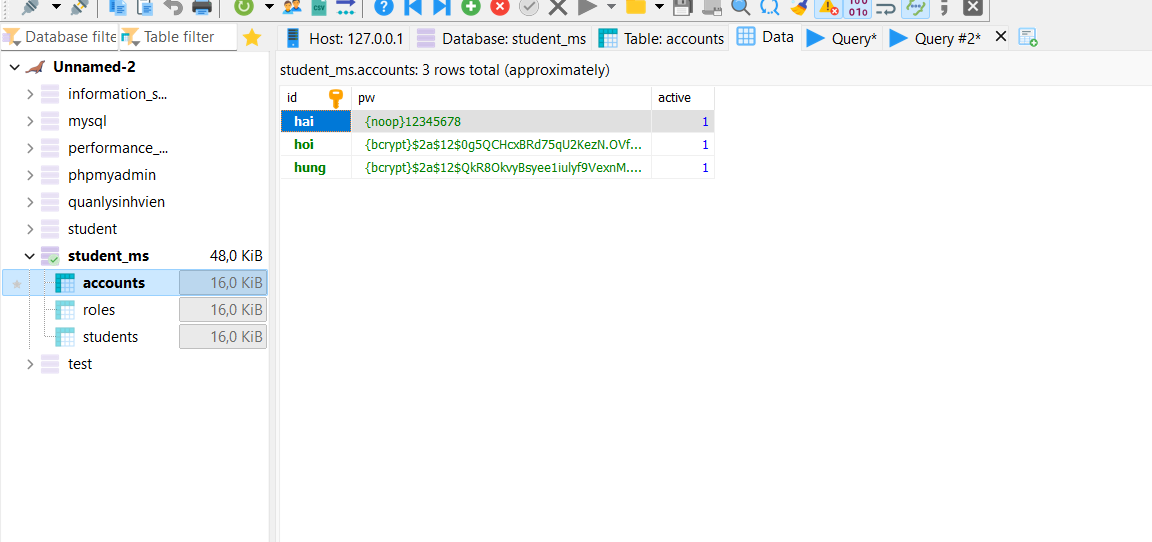 Database filte
Table filter
Host: 127.0.0.1
Database: student_ms
Table: accounts
Data
Query*
Query #2*
Unnamed-2
information_s...
mysql
performance_...
phpmyadmin
quanlysinhvien
student
student_ms 48,0 KiB
accounts 16,0 KiB
roles 16,0 KiB
students 16,0 KiB
test
student_ms.accounts: 3 rows total (approximately)
id pw active
hai {noop}12345678 1
hoi {bcrypt}$2a$12$0g5QCHcxBRd75qU2KezN.OVf... 1
hung {bcrypt}$2a$12$QkR8OkvyBsyee1iulyf9VexnM.... 1